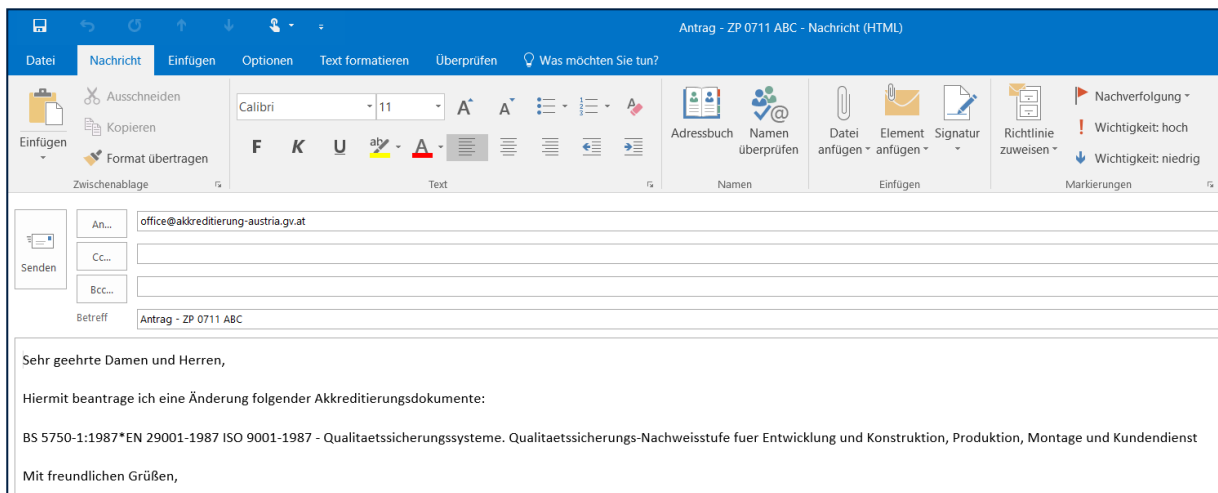 Antrag - ZP 0711 ABC - Nachricht (HTML)
Datei Nachricht Einfügen Optionen Text formatieren Überprüfen Was möchten Sie tun?
Einfügen
Ausschneiden
Kopieren
Format übertragen
Zwischenablage
Calibri 11 A A
F K U aby A
Text
Adressbuch
Namen überprüfen
Namen
Datei anfügen
Element anfügen
Signatur
Einfügen
Richtlinie zuweisen
Nachverfolgung
Wichtigkeit: hoch
Wichtigkeit: niedrig
Markierungen
Senden
An... office@akkreditierung-austria.gv.at
Cc...
Bcc...
Betreff Antrag - ZP 0711 ABC
Sehr geehrte Damen und Herren,
Hiermit beantrage ich eine Änderung folgender Akkreditierungsdokumente:
BS 5750-1:1987*EN 29001-1987 ISO 9001-1987 - Qualitaetssicherungssysteme. Qualitaetssicherungs-Nachweisstufe fuer Entwicklung und Konstruktion, Produktion, Montage und Kundendienst
Mit freundlichen Grüßen,